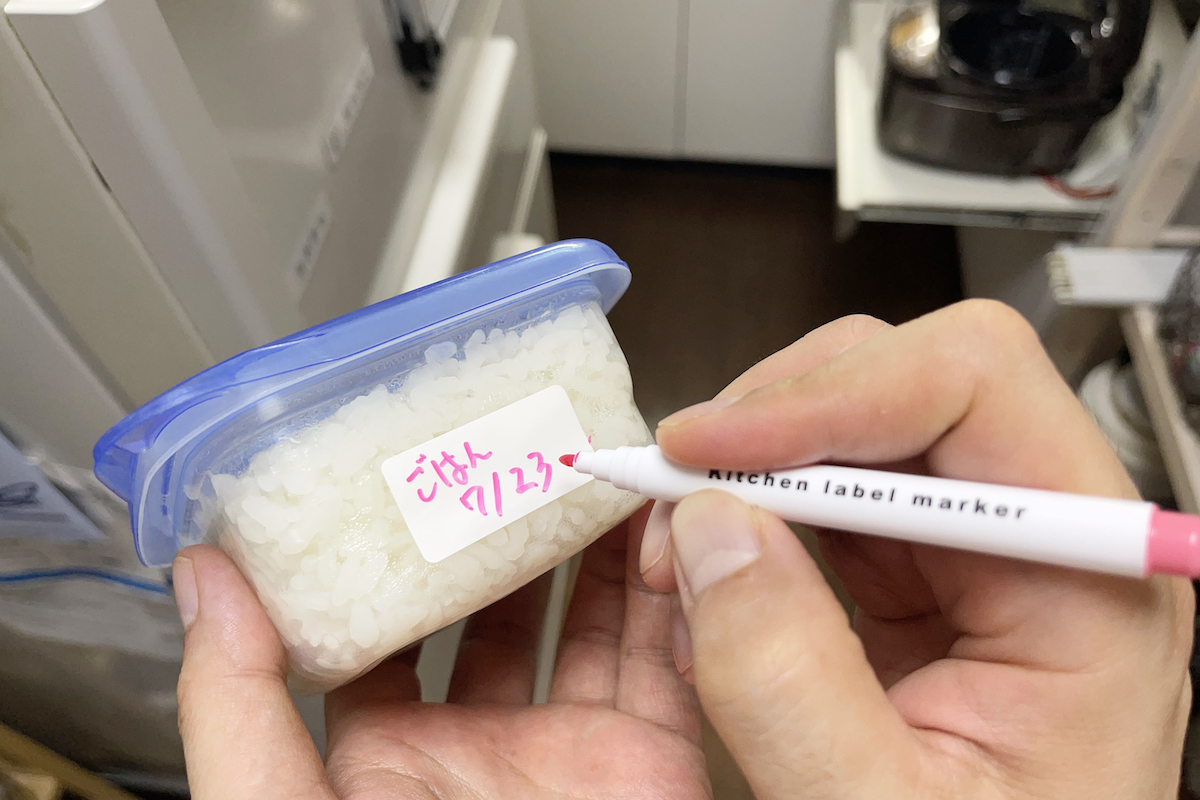 ごはん
7/23
Kitchen label marker